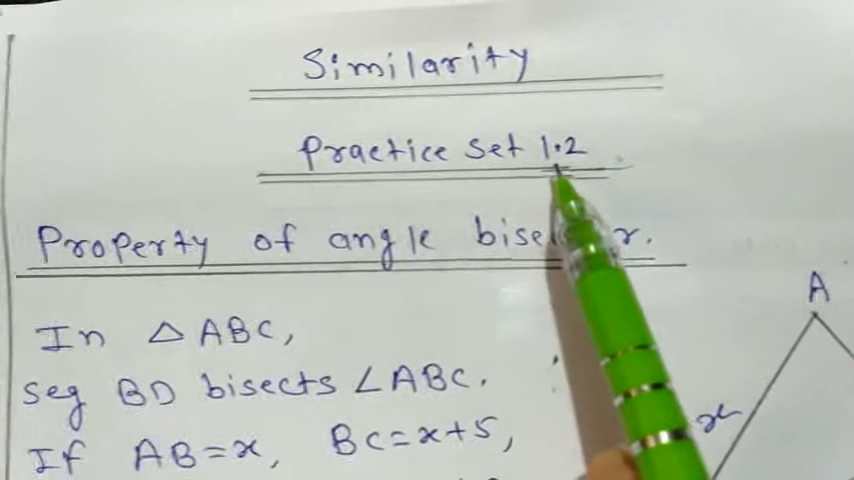 Similarity
Practice Set 1.2
Property of angle
In △ ABC,
seg BD bisects ∠ABC.
If AB=x, BC=x+5,
A
x